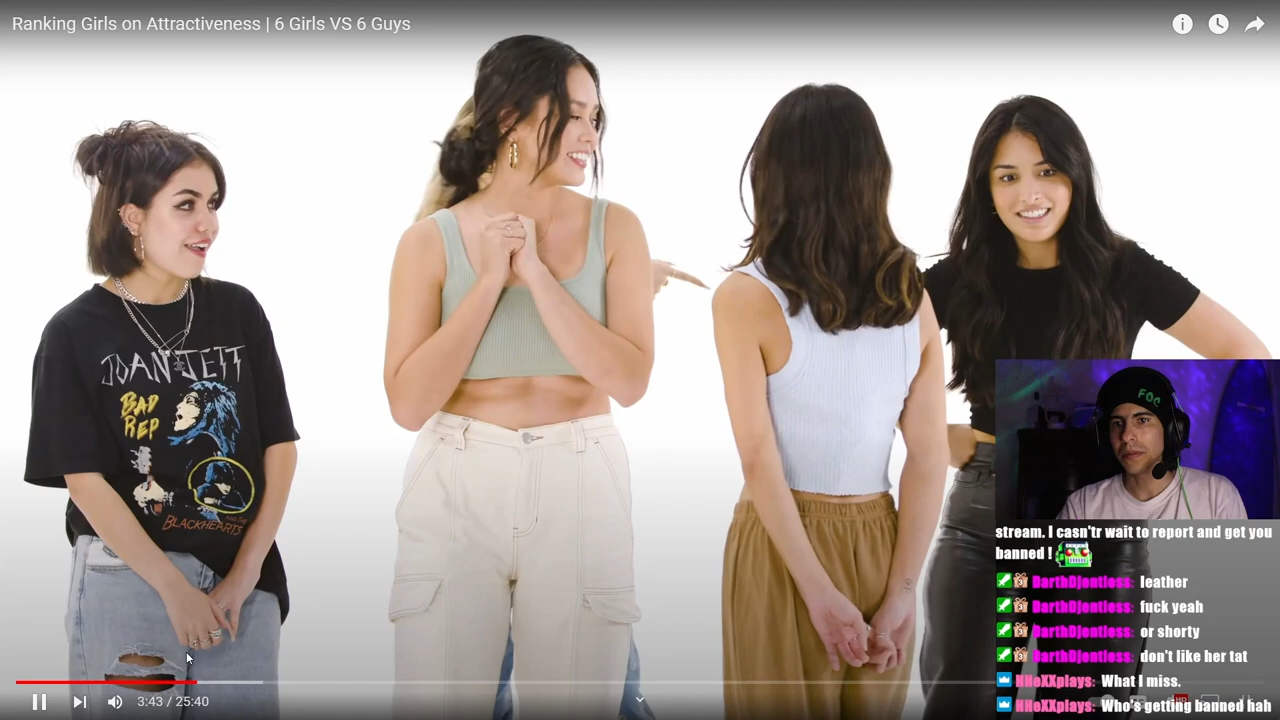 Ranking Girls on Attractiveness | 6 Girls VS 6 Guys
JOAN JETT
BAD
REP
BLACKHEARTS
FOG
stream. I casn'tr wait to report and get you
banned !
DarthDjentless: leather
DarthDjentless: fuck yeah
DarthDjentless: or shorty
DarthDjentless: don't like her tat
HHeXXplays: What I miss.
HHeXXplays: Who's getting banned hah
3:43 / 25:40